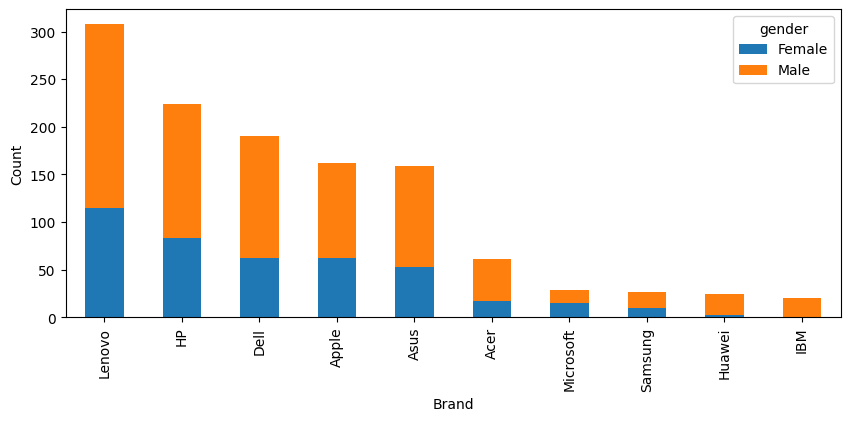 300
250
200
150
100
50
0
Count
gender
Female
Male
Lenovo
HP
Dell
Apple
Asus
Acer
Microsoft
Samsung
Huawei
IBM
Brand